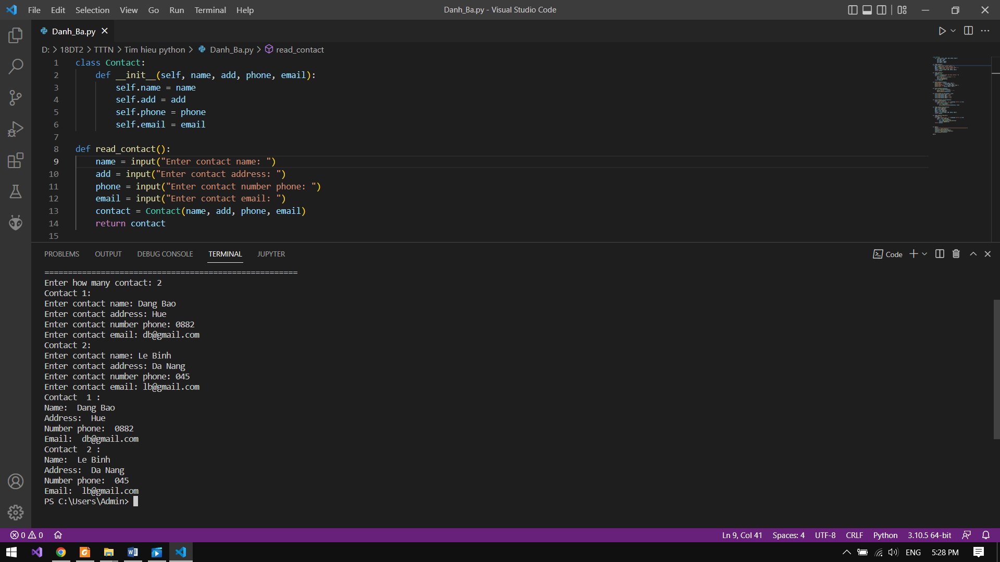 File Edit Selection View Go Run Terminal Help
Danh_Ba.py - Visual Studio Code
Danh_Ba.py
D: > 18DT2 > TTTN > Tim hieu python > Danh_Ba.py > read_contact
1 class Contact:
2     def __init__(self, name, add, phone, email):
3         self.name = name
4         self.add = add
5         self.phone = phone
6         self.email = email
7
8 def read_contact():
9     name = input("Enter contact name: ")
10     add = input("Enter contact address: ")
11     phone = input("Enter contact number phone: ")
12     email = input("Enter contact email: ")
13     contact = Contact(name, add, phone, email)
14     return contact
15
PROBLEMS OUTPUT DEBUG CONSOLE TERMINAL JUPYTER
Code
======================================================
Enter how many contact: 2
Contact 1:
Enter contact name: Dang Bao
Enter contact address: Hue
Enter contact number phone: 0882
Enter contact email: db@gmail.com
Contact 2:
Enter contact name: Le Binh
Enter contact address: Da Nang
Enter contact number phone: 045
Enter contact email: lb@gmail.com
Contact  1 :
Name:  Dang Bao
Address:  Hue
Number phone:  0882
Email:  db@gmail.com
Contact  2 :
Name:  Le Binh
Address:  Da Nang
Number phone:  045
Email:  lb@gmail.com
PS C:\Users\Admin>
0 0
Ln 9, Col 41 Spaces: 4 UTF-8 CRLF Python 3.10.5 64-bit
ENG 5:28 PM